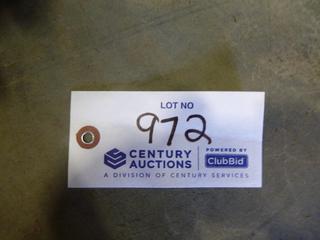 LOT NO
972
CENTURY AUCTIONS
POWERED BY
ClubBid
A DIVISION OF CENTURY SERVICES